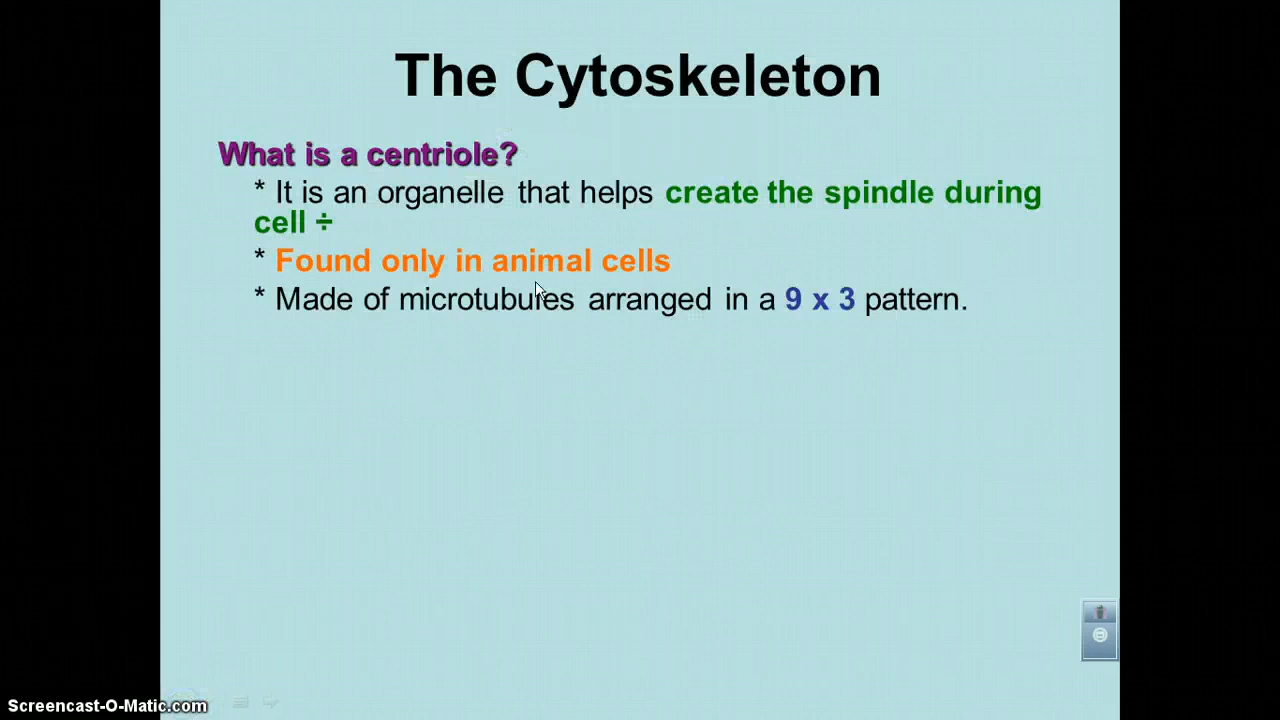 The Cytoskeleton
What is a centriole?
* It is an organelle that helps create the spindle during
cell ÷
* Found only in animal cells
* Made of microtubules arranged in a 9 x 3 pattern.
Screencast-O-Matic.com